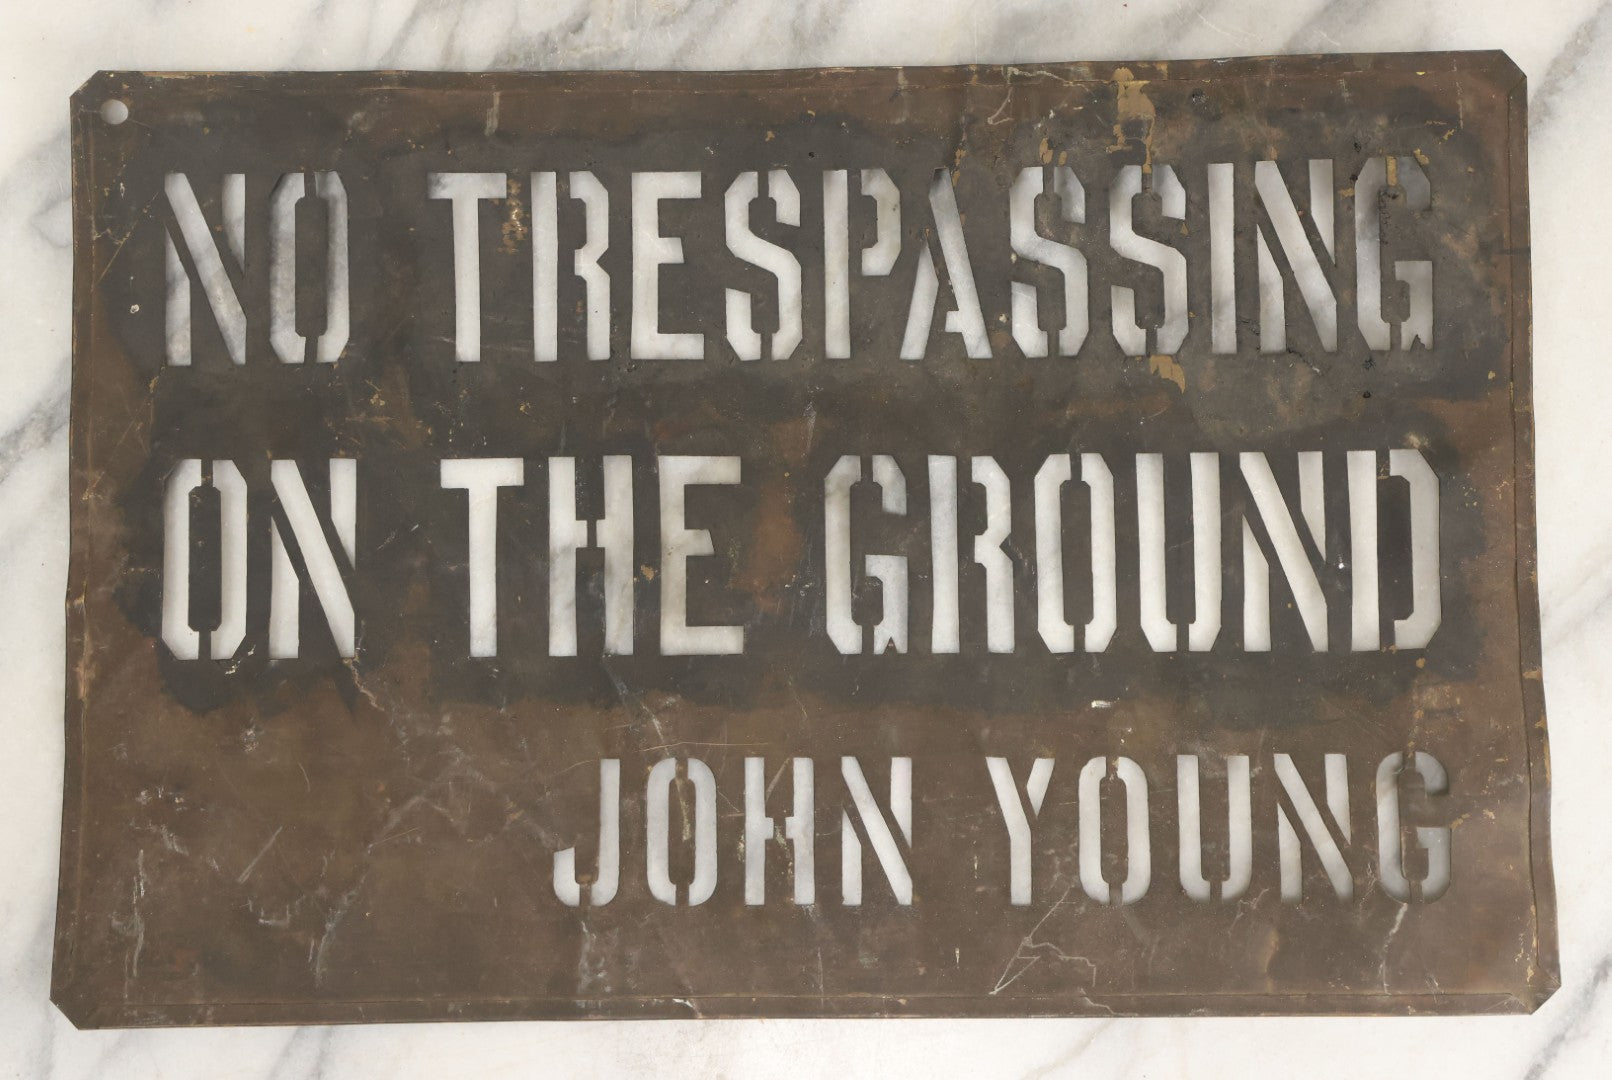 NO TRESPASSING
ON THE GROUND
JOHN YOUNG